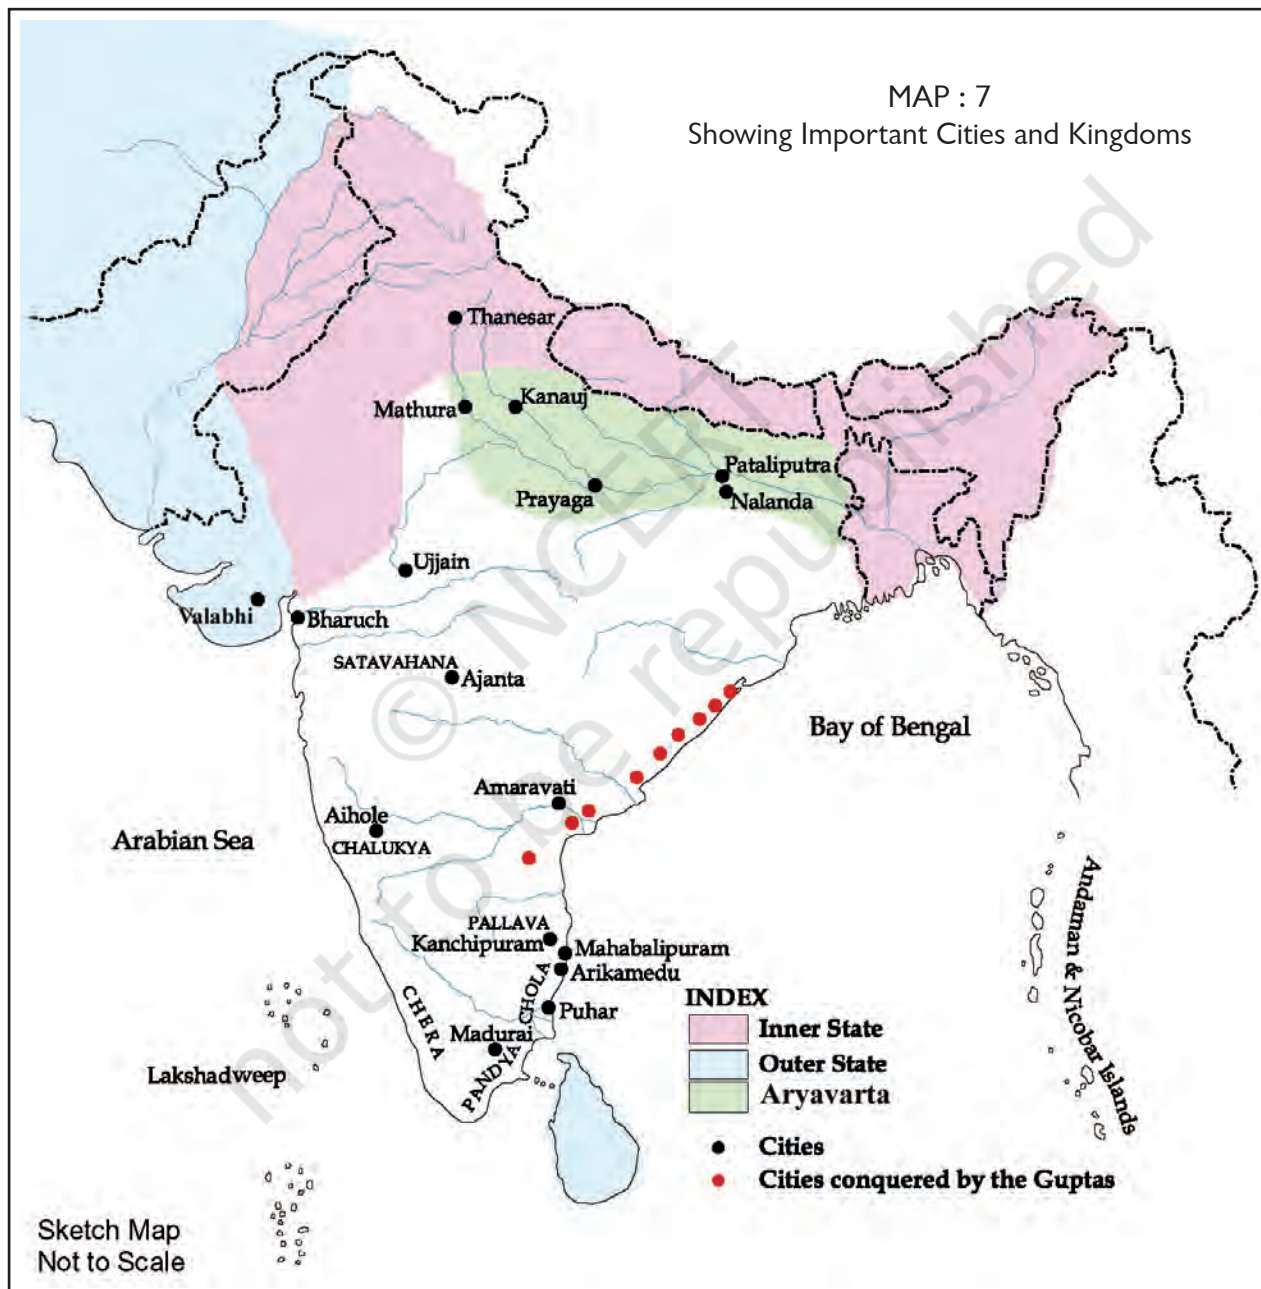 MAP : 7
Showing Important Cities and Kingdoms
Thanesar
Mathura
Kanauj
Pataliputra
Prayaga
Nalanda
Ujjain
Valabhi
Bharuch
SATAVAHANA
Ajanta
Bay of Bengal
Amaravati
Aihole
CHALUKYA
Arabian Sea
PALLAVA
Kanchipuram
Mahabalipuram
Arikamedu
CHOLA
Puhar
CHERA
Madurai
PANDYA
Lakshadweep
Andaman & Nicobar Islands
INDEX
Inner State
Outer State
Aryavarta
Cities
Cities conquered by the Guptas
Sketch Map
Not to Scale
© NCERT
not to be republished